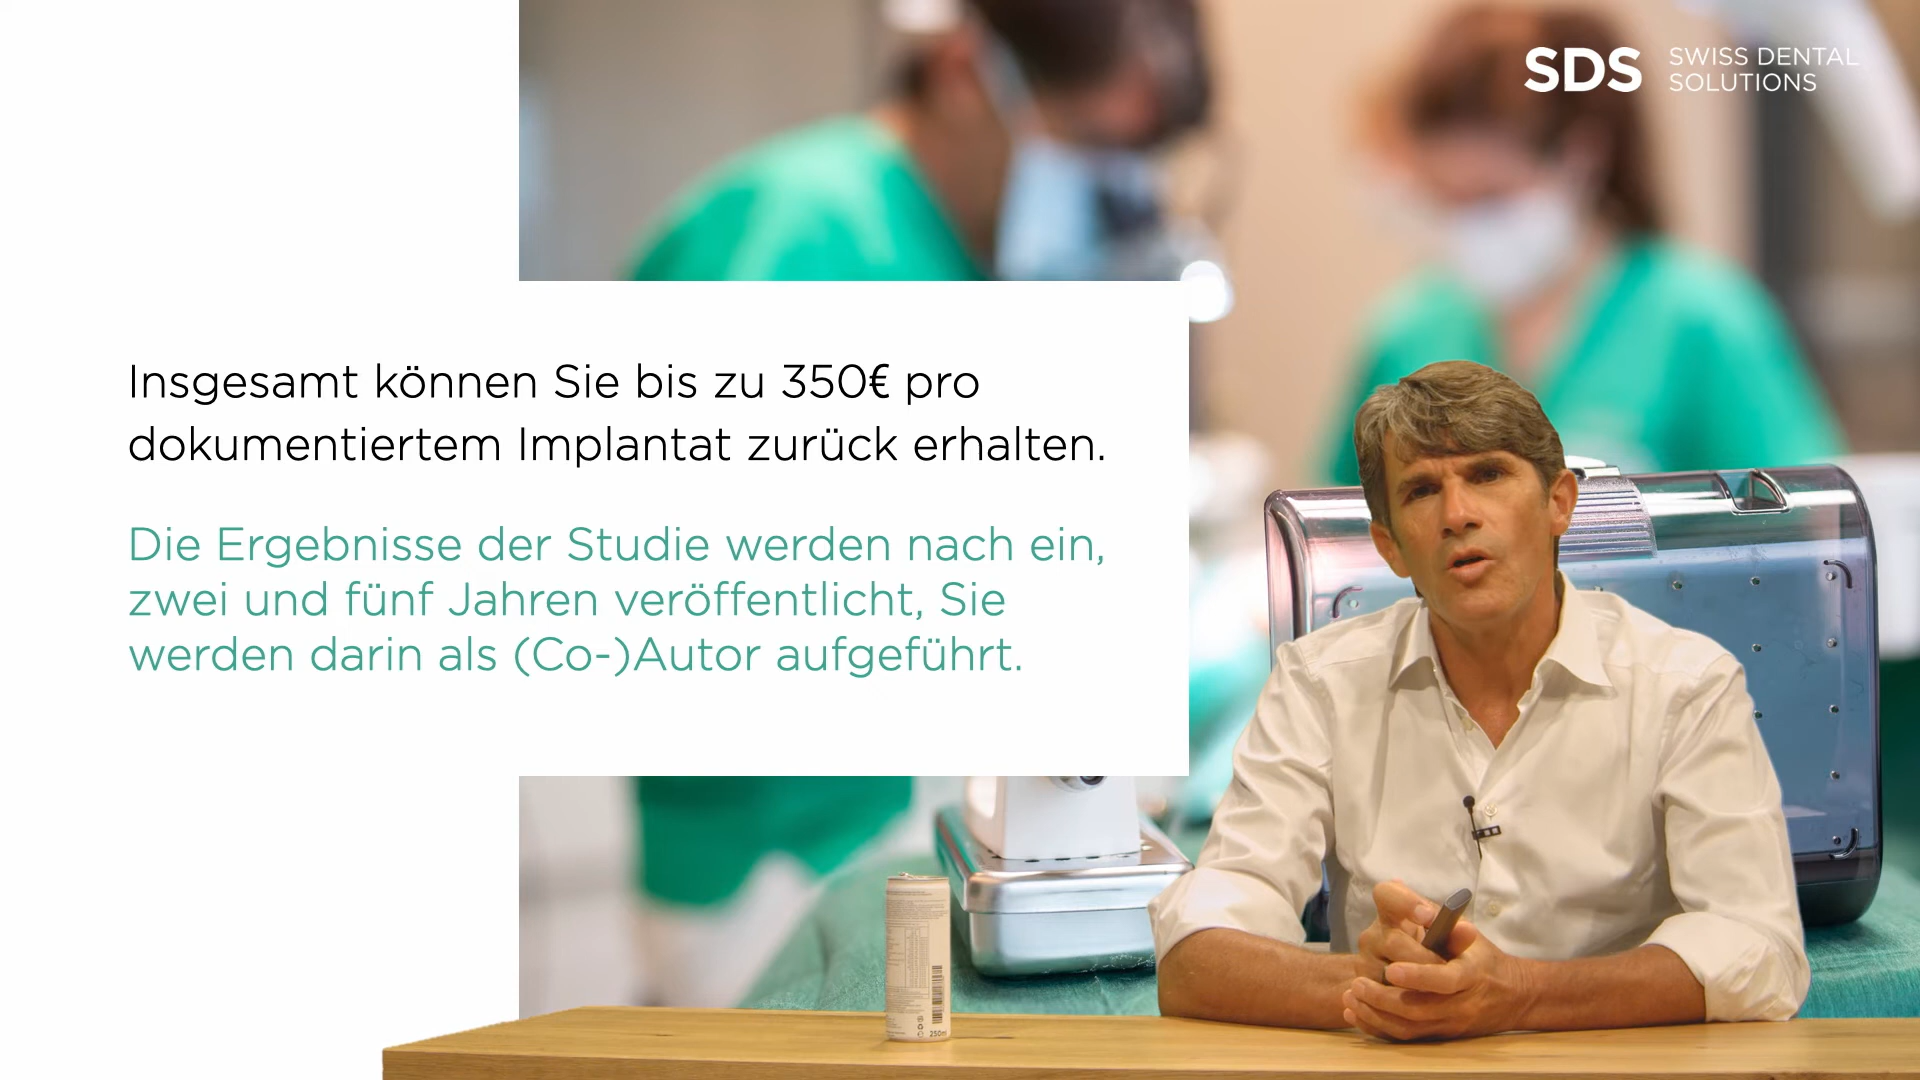 SDS SWISS DENTAL
SOLUTIONS
Insgesamt können Sie bis zu 350€ pro
dokumentiertem Implantat zurück erhalten.
Die Ergebnisse der Studie werden nach ein,
zwei und fünf Jahren veröffentlicht, Sie
werden darin als (Co-)Autor aufgeführt.
250ml